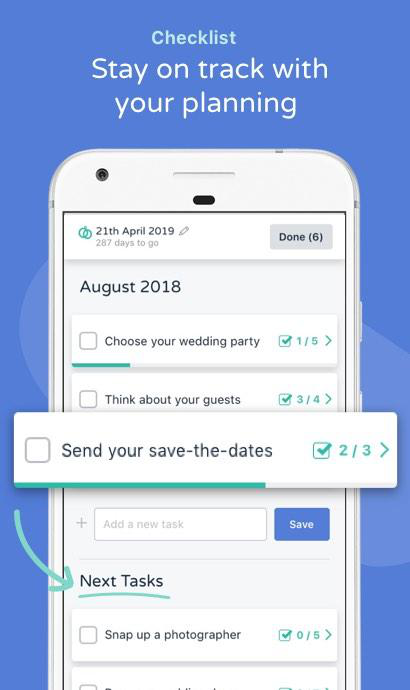 Checklist
Stay on track with
your planning
21th April 2019
287 days to go
Done (6)
August 2018
Choose your wedding party
1 / 5
Think about your guests
3 / 4
Send your save-the-dates
2 / 3
Add a new task
Save
Next Tasks
Snap up a photographer
0 / 5